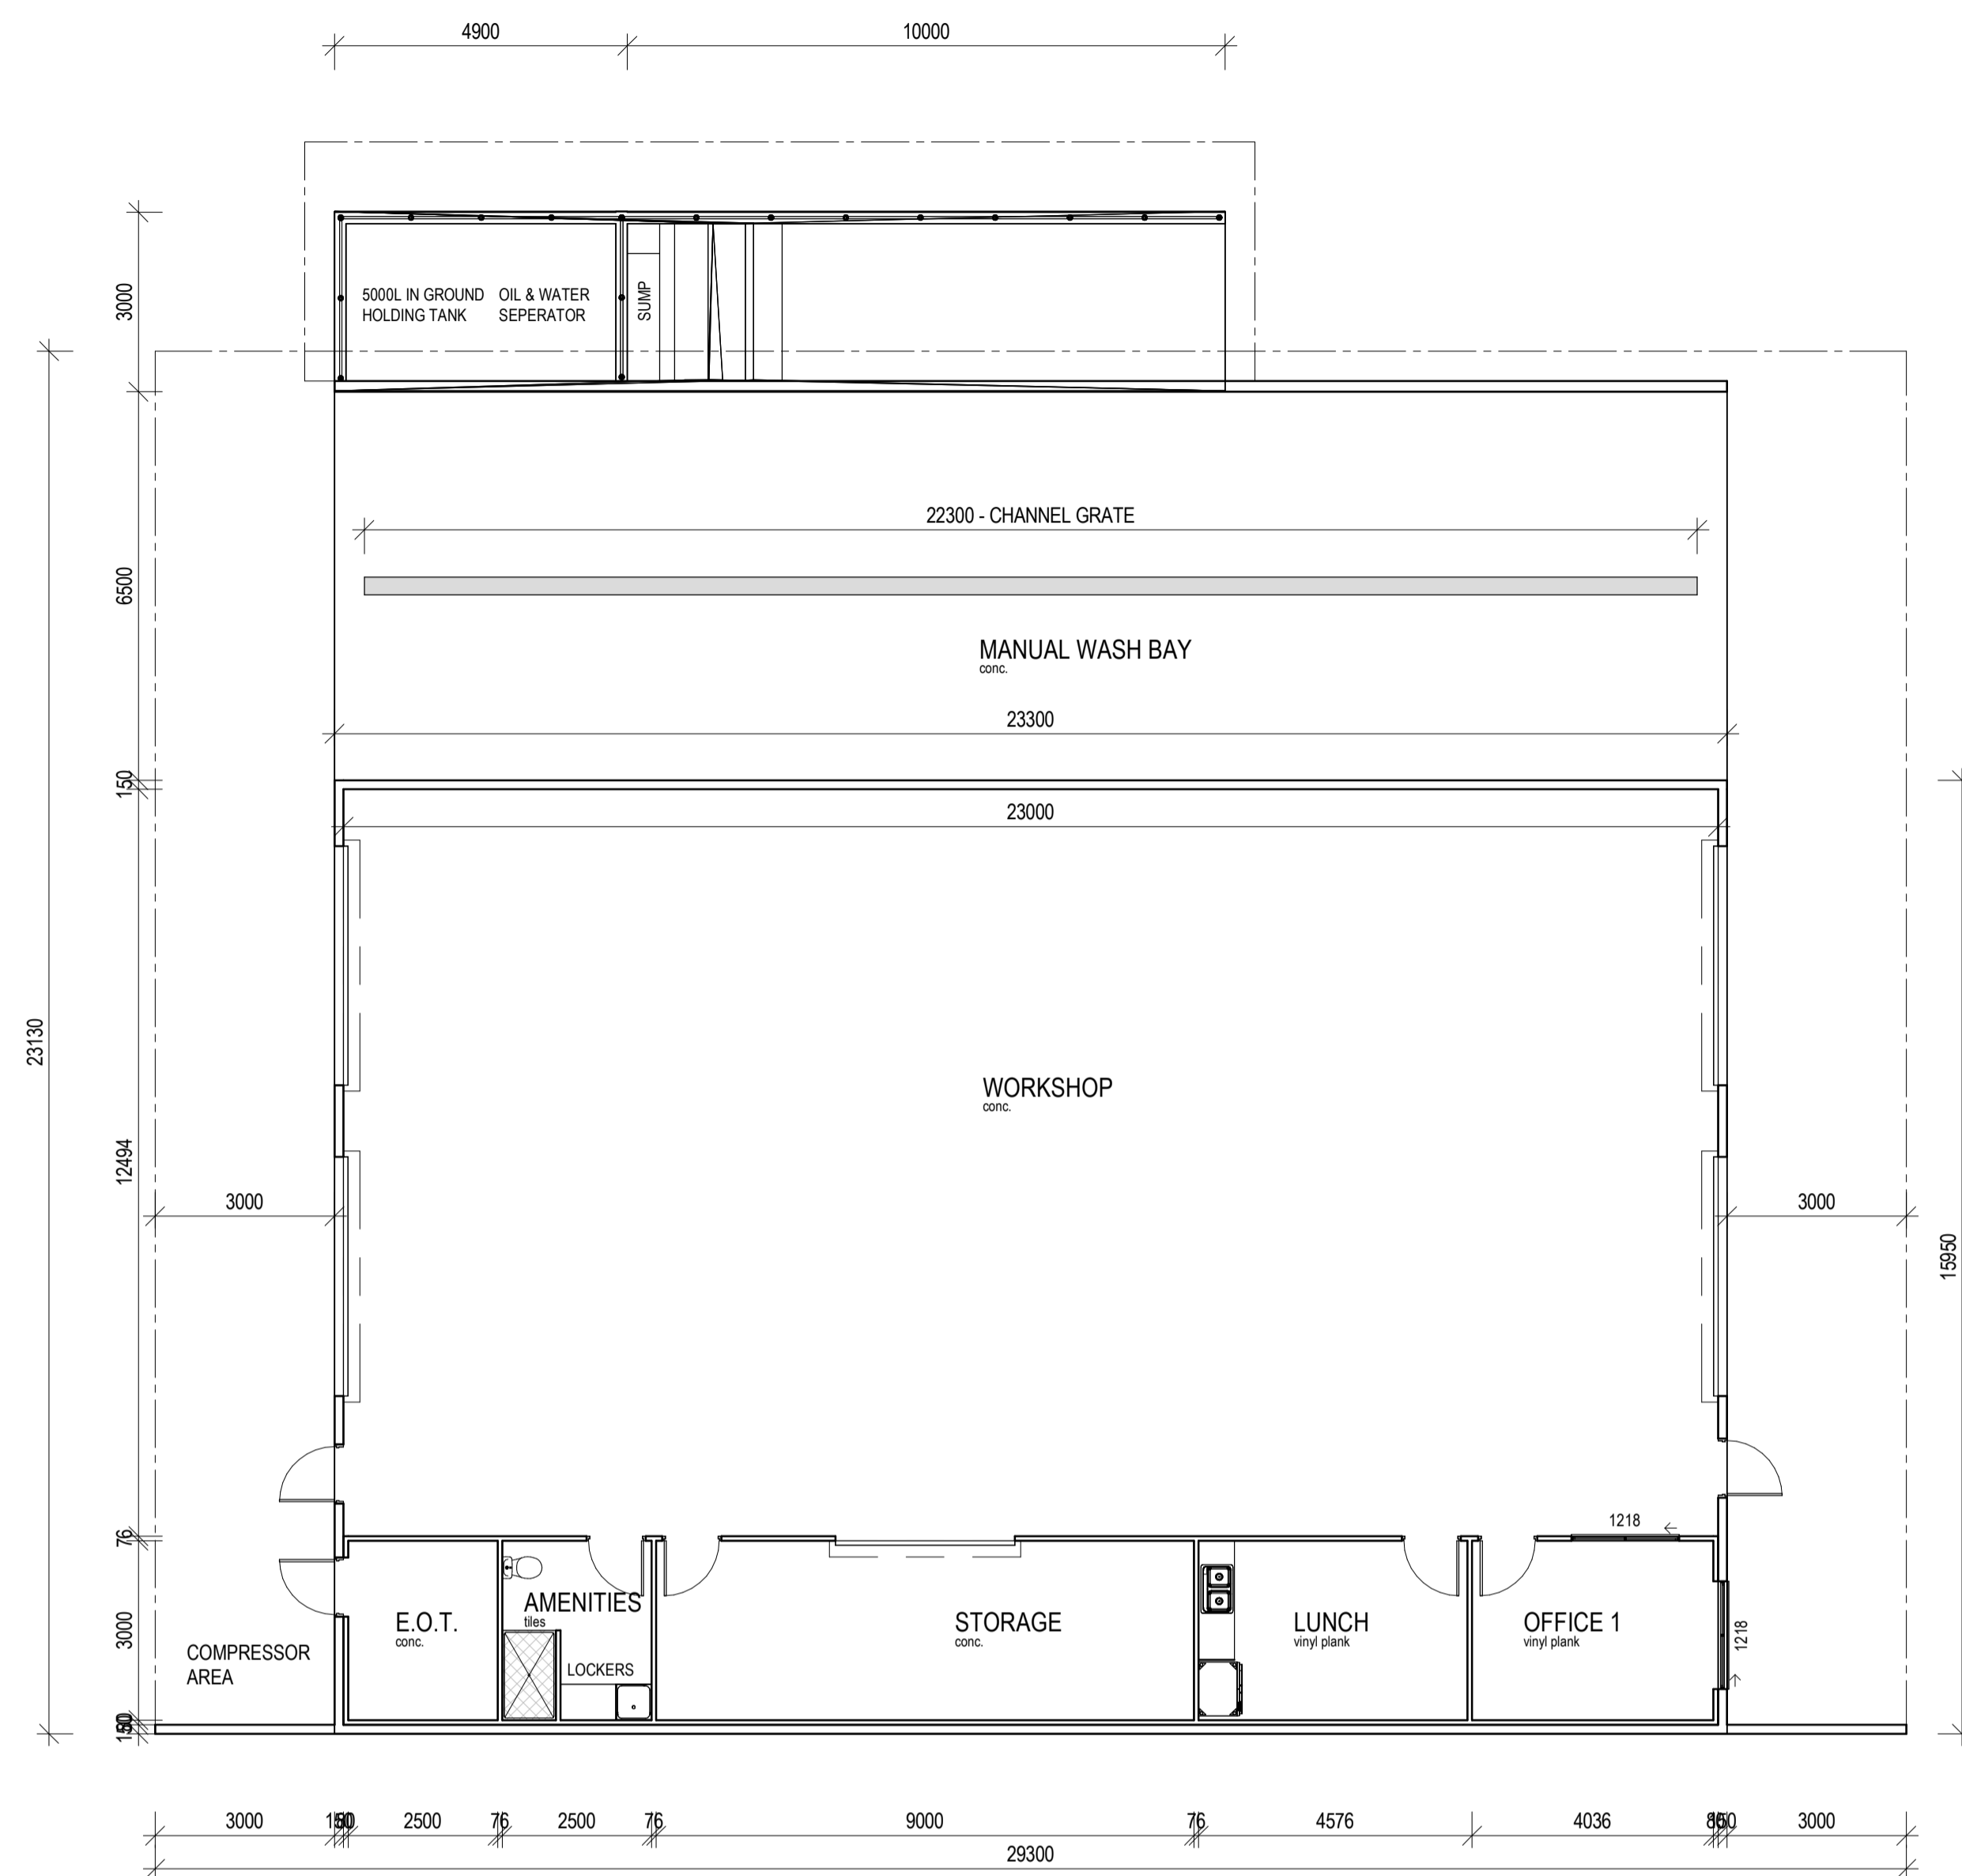 4900
10000
3000
5000L IN GROUND
HOLDING TANK
OIL & WATER
SEPERATOR
SUMP
22300 - CHANNEL GRATE
6500
MANUAL WASH BAY
conc.
23300
150
23000
23130
WORKSHOP
conc.
12494
3000
3000
15950
76
1218
3000
E.O.T.
conc.
AMENITIES
tiles
LOCKERS
STORAGE
conc.
LUNCH
vinyl plank
OFFICE 1
vinyl plank
1218
COMPRESSOR
AREA
3000
2500
76
2500
76
9000
76
4576
4036
3000
29300